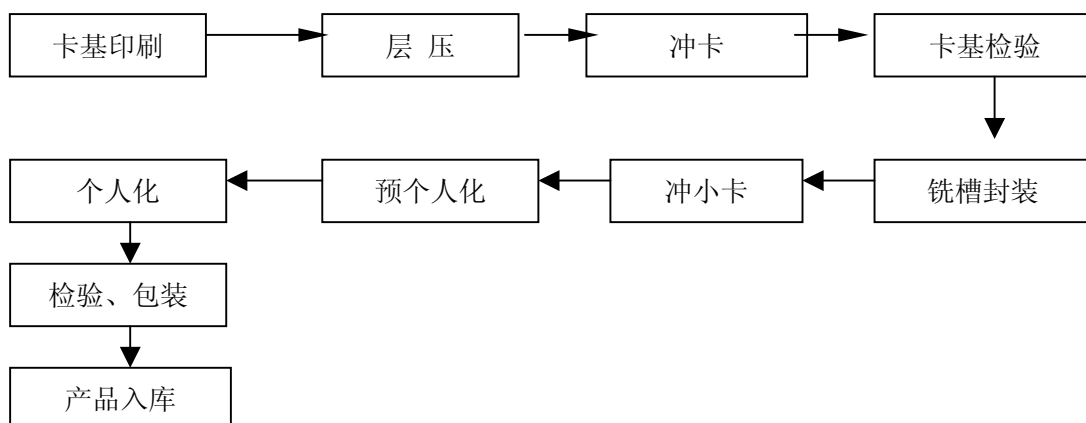 卡基印刷
层 压
冲卡
卡基检验
铣槽封装
冲小卡
预个人化
个人化
检验、包装
产品入库